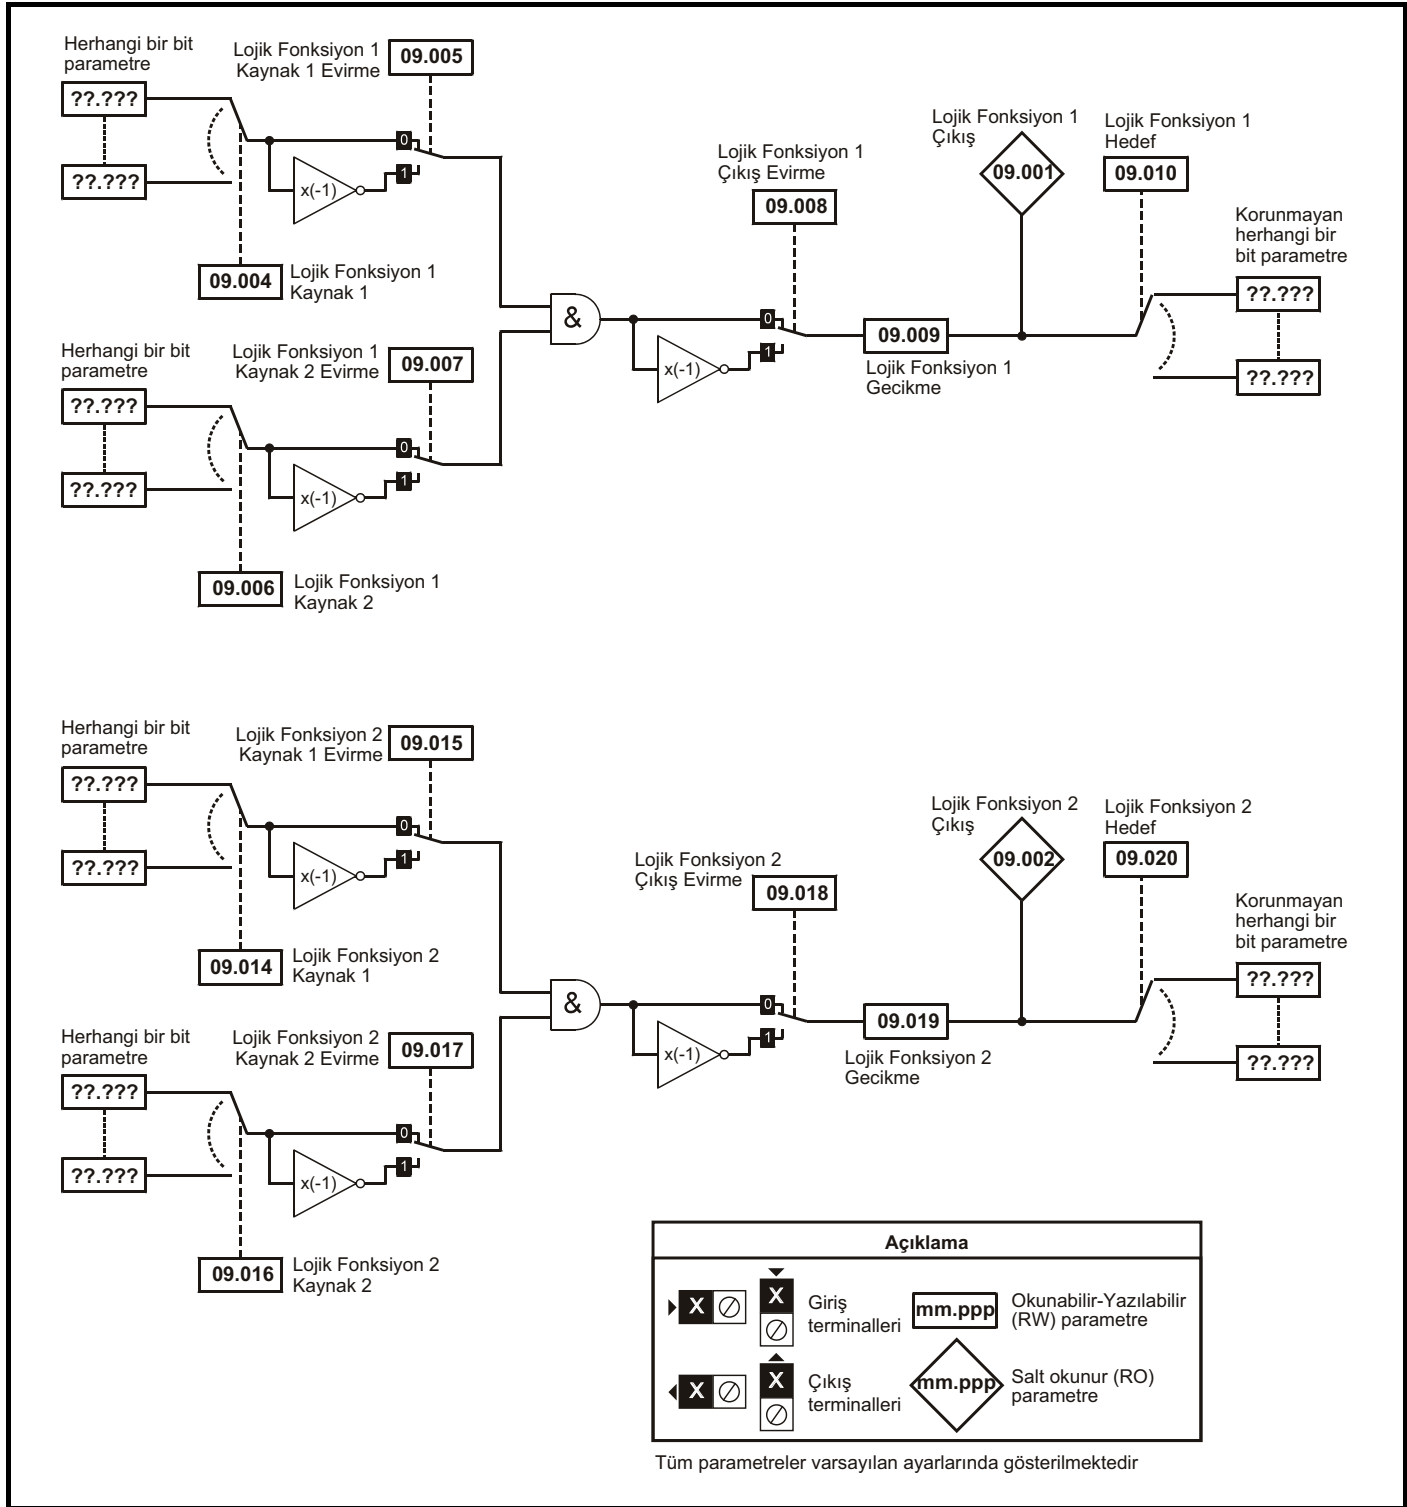 Herhangi bir bit
parametre
??.???
??.???
Lojik Fonksiyon 1
Kaynak 1 Evirme
09.005
0
1
x(-1)
09.004
Lojik Fonksiyon 1
Kaynak 1
Herhangi bir bit
parametre
??.???
??.???
Lojik Fonksiyon 1
Kaynak 2 Evirme
09.007
0
1
x(-1)
09.006
Lojik Fonksiyon 1
Kaynak 2
&
Lojik Fonksiyon 1
Çıkış Evirme
09.008
0
1
x(-1)
09.009
Lojik Fonksiyon 1
Gecikme
Lojik Fonksiyon 1
Çıkış
09.001
Lojik Fonksiyon 1
Hedef
09.010
Korunmayan
herhangi bir
bit parametre
??.???
??.???
Herhangi bir bit
parametre
??.???
??.???
Lojik Fonksiyon 2
Kaynak 1 Evirme
09.015
0
1
x(-1)
09.014
Lojik Fonksiyon 2
Kaynak 1
Herhangi bir bit
parametre
??.???
??.???
Lojik Fonksiyon 2
Kaynak 2 Evirme
09.017
0
1
x(-1)
09.016
Lojik Fonksiyon 2
Kaynak 2
&
Lojik Fonksiyon 2
Çıkış Evirme
09.018
0
1
x(-1)
09.019
Lojik Fonksiyon 2
Gecikme
Lojik Fonksiyon 2
Çıkış
09.002
Lojik Fonksiyon 2
Hedef
09.020
Korunmayan
herhangi bir
bit parametre
??.???
??.???
Açıklama
X
X
Giriş
terminalleri
mm.ppp
Okunabilir-Yazılabilir
(RW) parametre
X
X
Çıkış
terminalleri
mm.ppp
Salt okunur (RO)
parametre
Tüm parametreler varsayılan ayarlarında gösterilmektedir